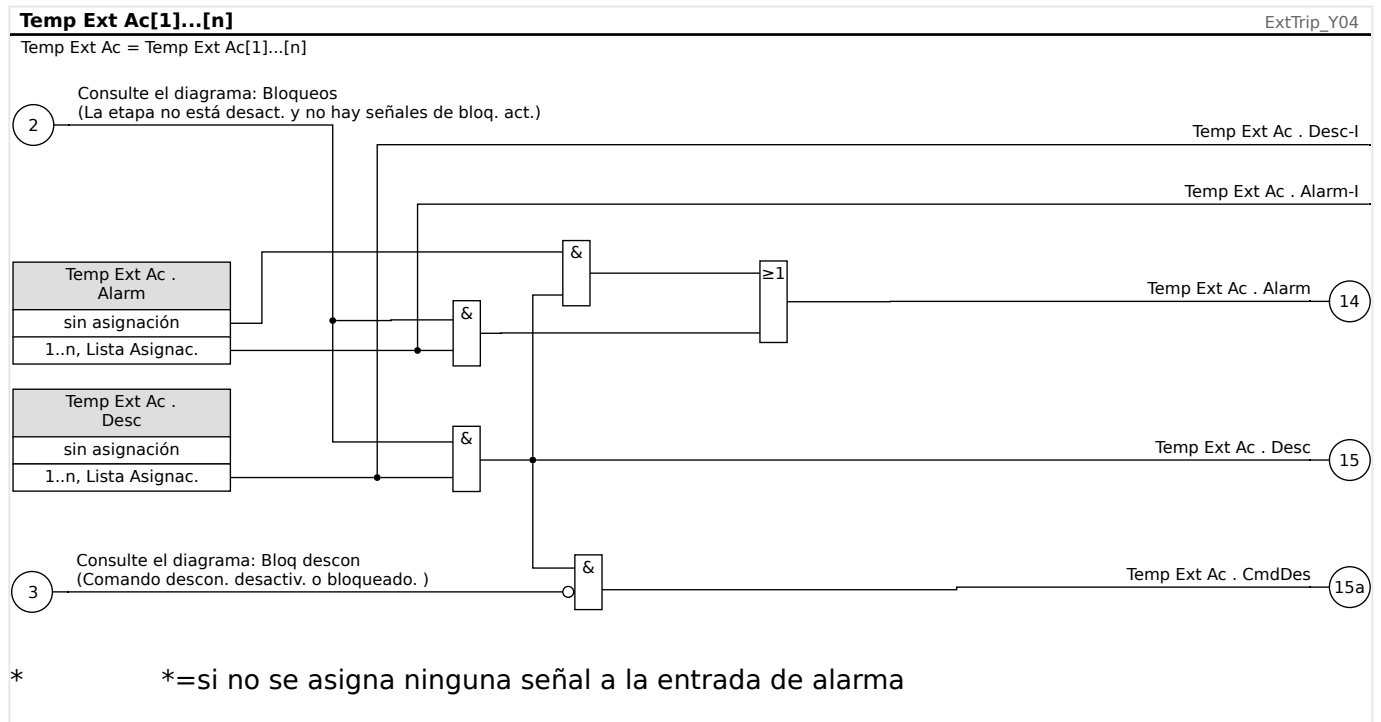 Temp Ext Ac[1]...[n]
ExtTrip_Y04
Temp Ext Ac = Temp Ext Ac[1]...[n]
Consulte el diagrama: Bloqueos
(La etapa no está desact. y no hay señales de bloq. act.)
2
Temp Ext Ac . Desc-I
Temp Ext Ac . Alarm-I
&
Temp Ext Ac .
Alarm
≥1
sin asignación
&
Temp Ext Ac . Alarm
14
1..n, Lista Asignac.
Temp Ext Ac .
Desc
sin asignación
&
Temp Ext Ac . Desc
15
1..n, Lista Asignac.
Consulte el diagrama: Bloq descon
(Comando descon. desactiv. o bloqueado. )
3
&
Temp Ext Ac . CmdDes
15a
* *=si no se asigna ninguna señal a la entrada de alarma